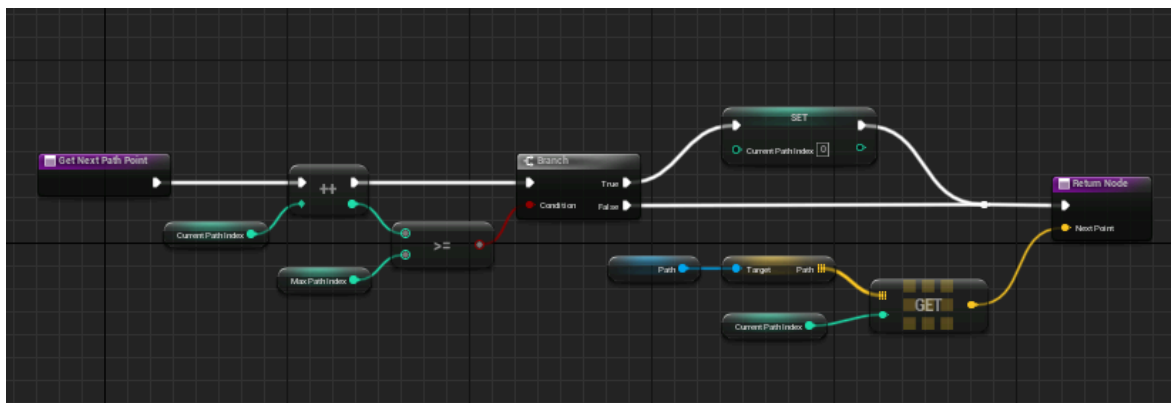 Get Next Path Point
++
Current Path Index
>=
Max Path Index
Branch
Condition
True
False
SET
Current Path Index 0
Path
Target
Path
Current Path Index
GET
Return Node
Next Point